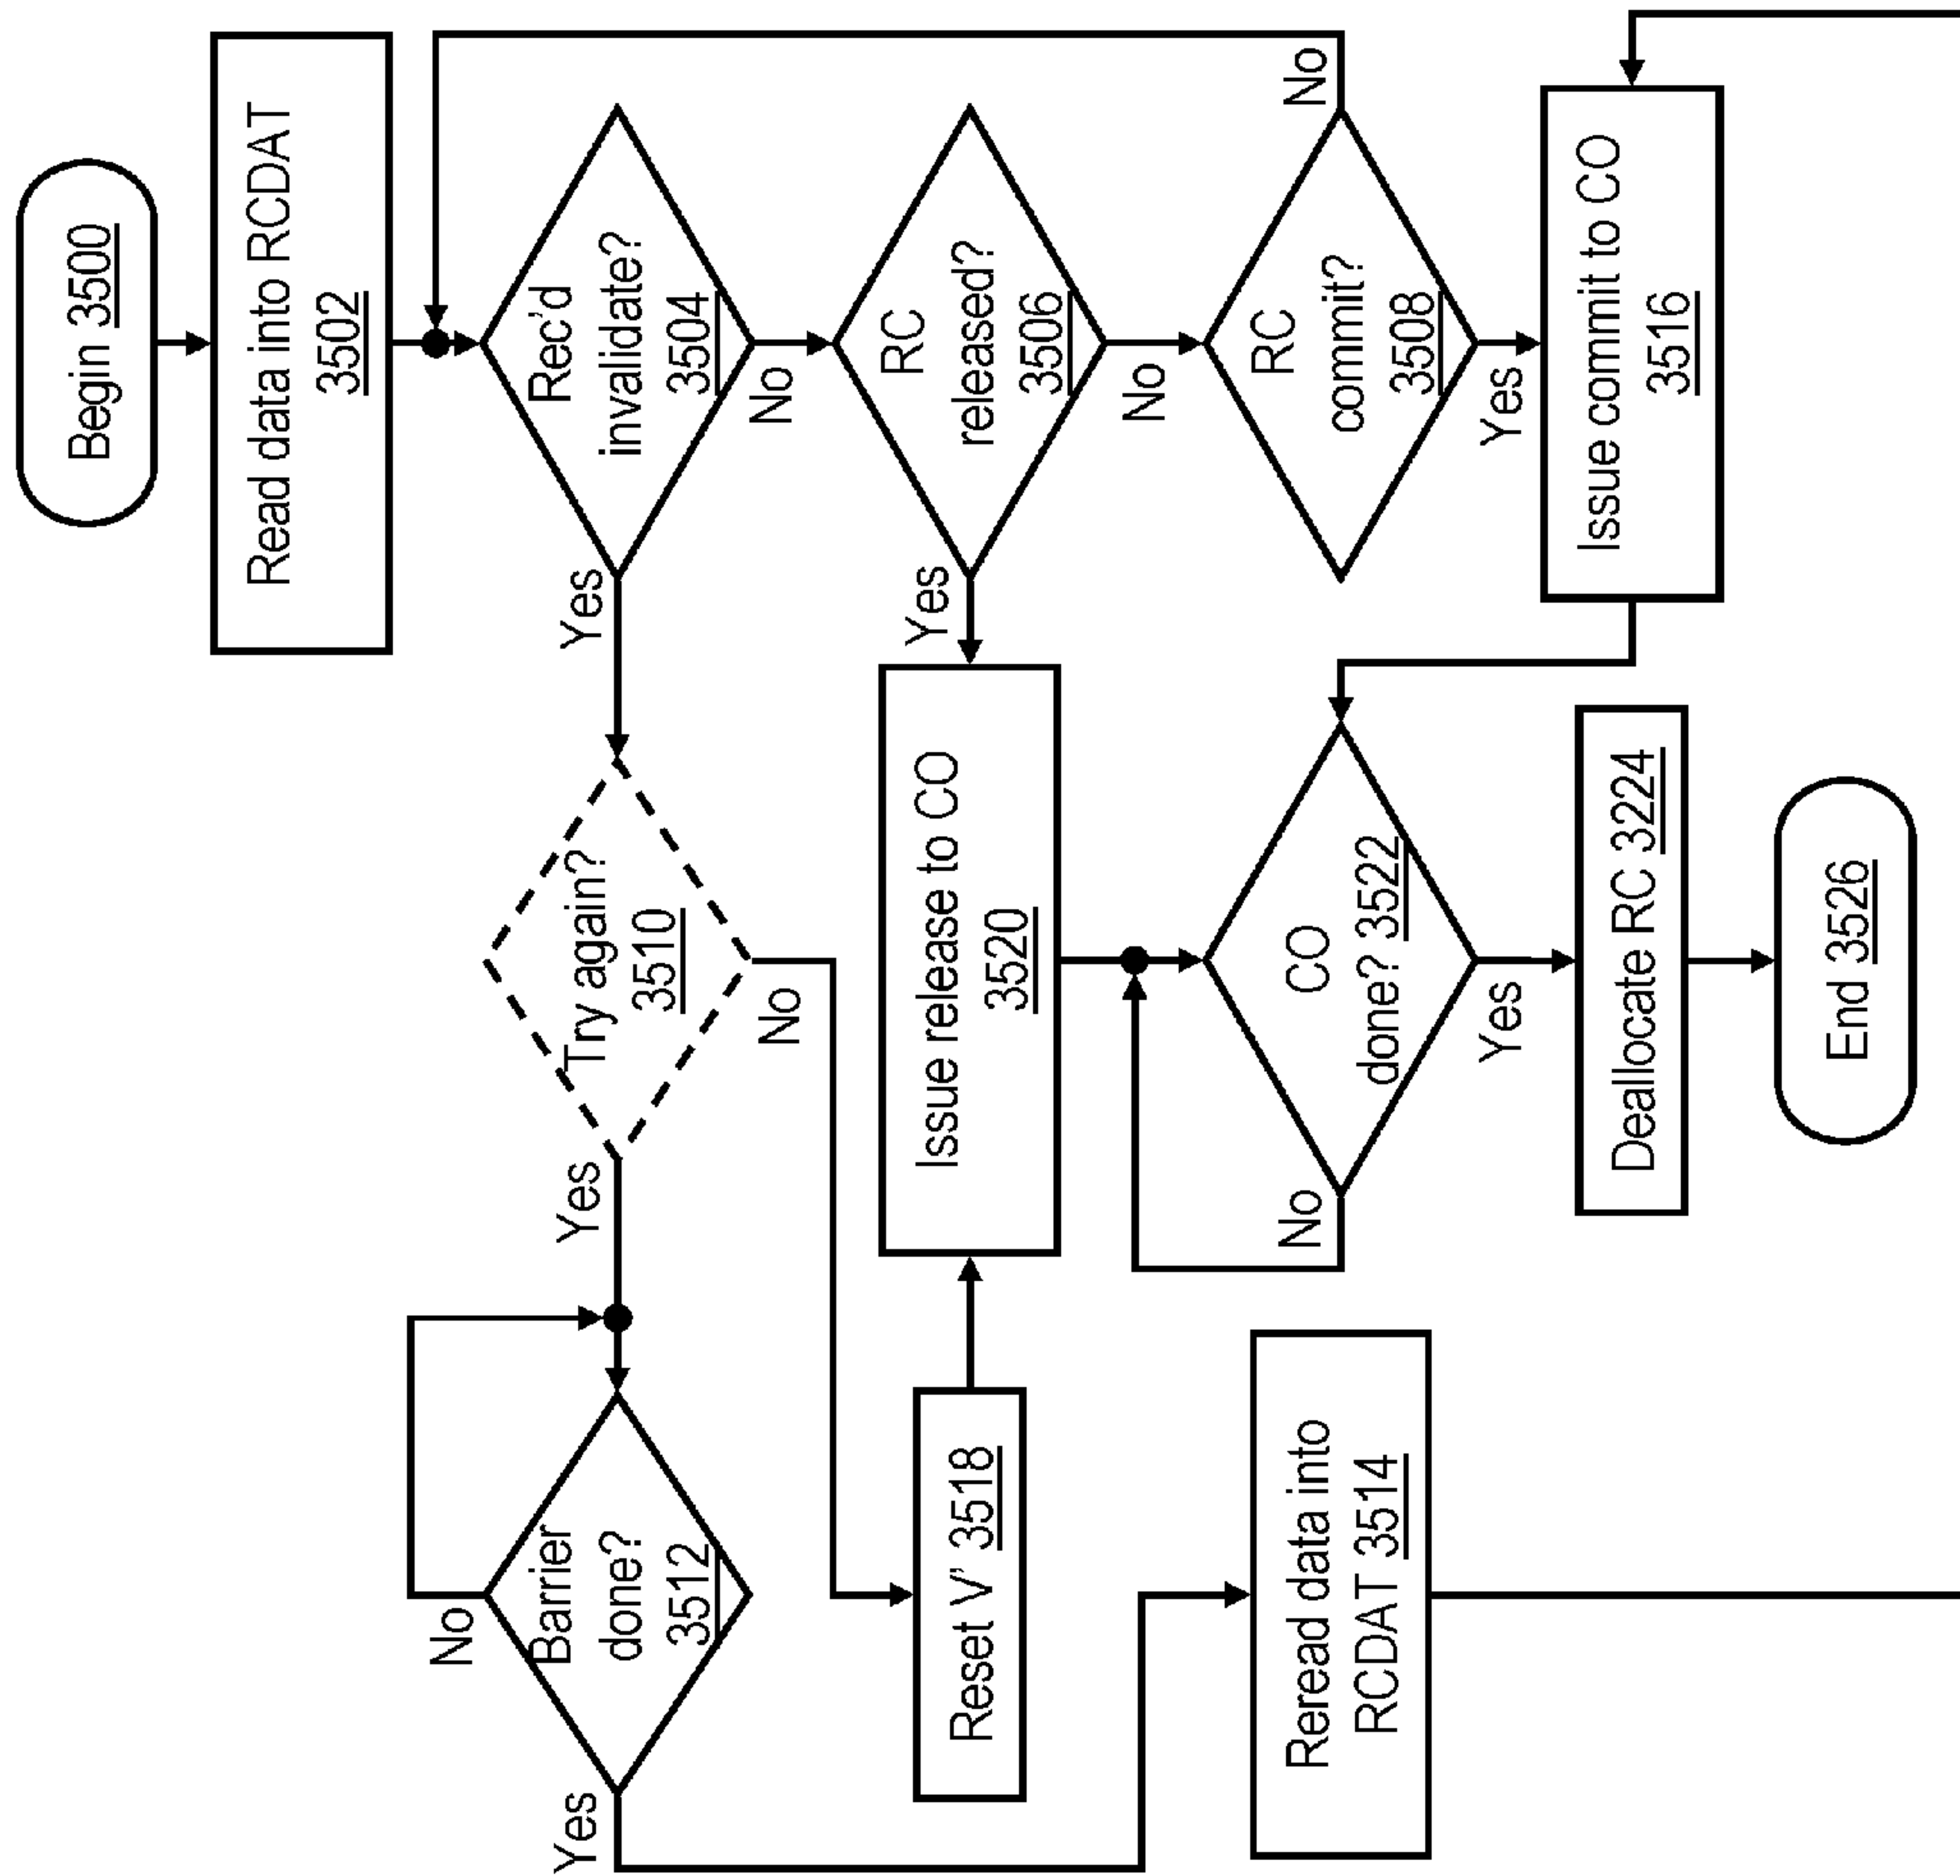 Begin 3500
Read data into RCDAT
3502
Rec'd
invalidate?
3504
Yes
No
RC
released?
3506
Yes
No
RC
commit?
3508
No
Yes
Issue commit to CO
3516
Try again?
3510
Yes
No
Barrier
done?
3512
No
Yes
Reset V' 3518
Issue release to CO
3520
Reread data into
RCDAT 3514
CO
done? 3522
No
Yes
Deallocate RC 3224
End 3526